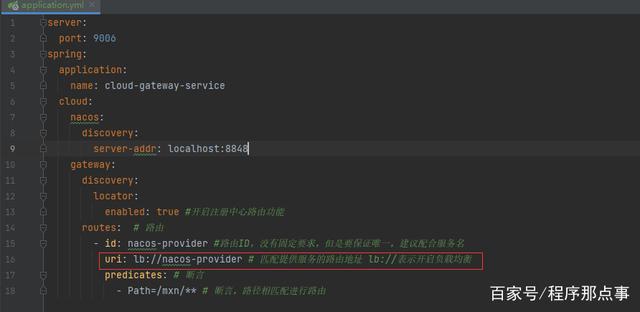 application.yml
1 server:
2 port: 9006
3 spring:
4 application:
5 name: cloud-gateway-service
6 cloud:
7 nacos:
8 discovery:
9 server-addr: localhost:8848
10 gateway:
11 discovery:
12 locator:
13 enabled: true #开启注册中心路由功能
14 routes: # 路由
15 - id: nacos-provider #路由ID，没有固定要求，但是要保证唯一，建议配合服务名
16 uri: lb://nacos-provider # 匹配提供服务的路由地址 lb://表示开启负载均衡
17 predicates: # 断言
18 - Path=/mxn/** # 断言，路径相匹配进行路由
百家号/程序那点事